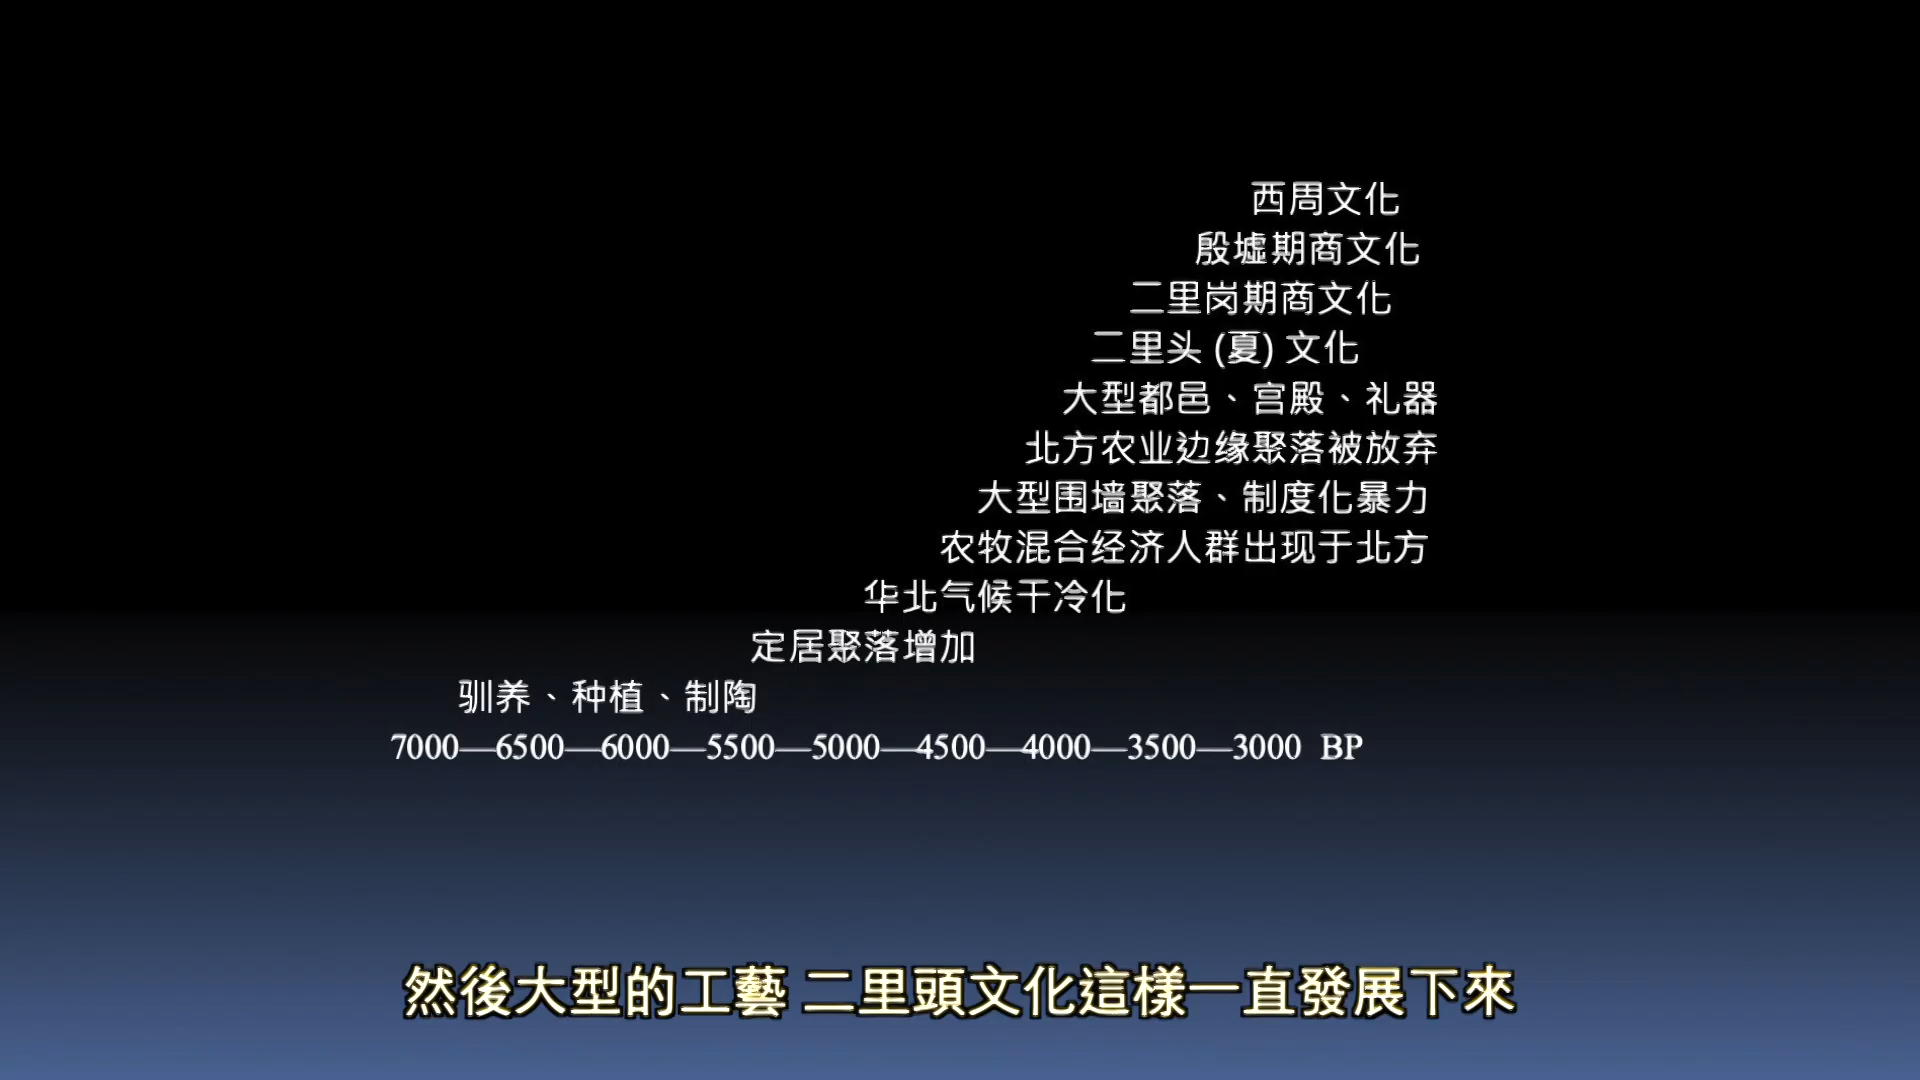 西周文化
殷墟期商文化
二里岗期商文化
二里头 (夏) 文化
大型都邑、宫殿、礼器
北方农业边缘聚落被放弃
大型围墙聚落、制度化暴力
农牧混合经济人群出现于北方
华北气候干冷化
定居聚落增加
驯养、种植、制陶
7000—6500—6000—5500—5000—4500—4000—3500—3000 BP
然後大型的工藝 二里頭文化這樣一直發展下來